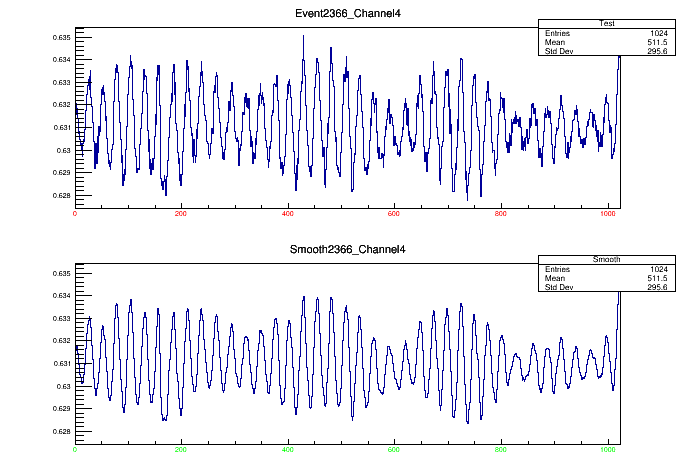 Event2366_Channel4
Test
Entries 1024
Mean 511.5
Std Dev 295.6
0.635
0.634
0.633
0.632
0.631
0.63
0.629
0.628
0 200 400 600 800 1000
Smooth2366_Channel4
Smooth
Entries 1024
Mean 511.5
Std Dev 295.6
0.635
0.634
0.633
0.632
0.631
0.63
0.629
0.628
0 200 400 600 800 1000